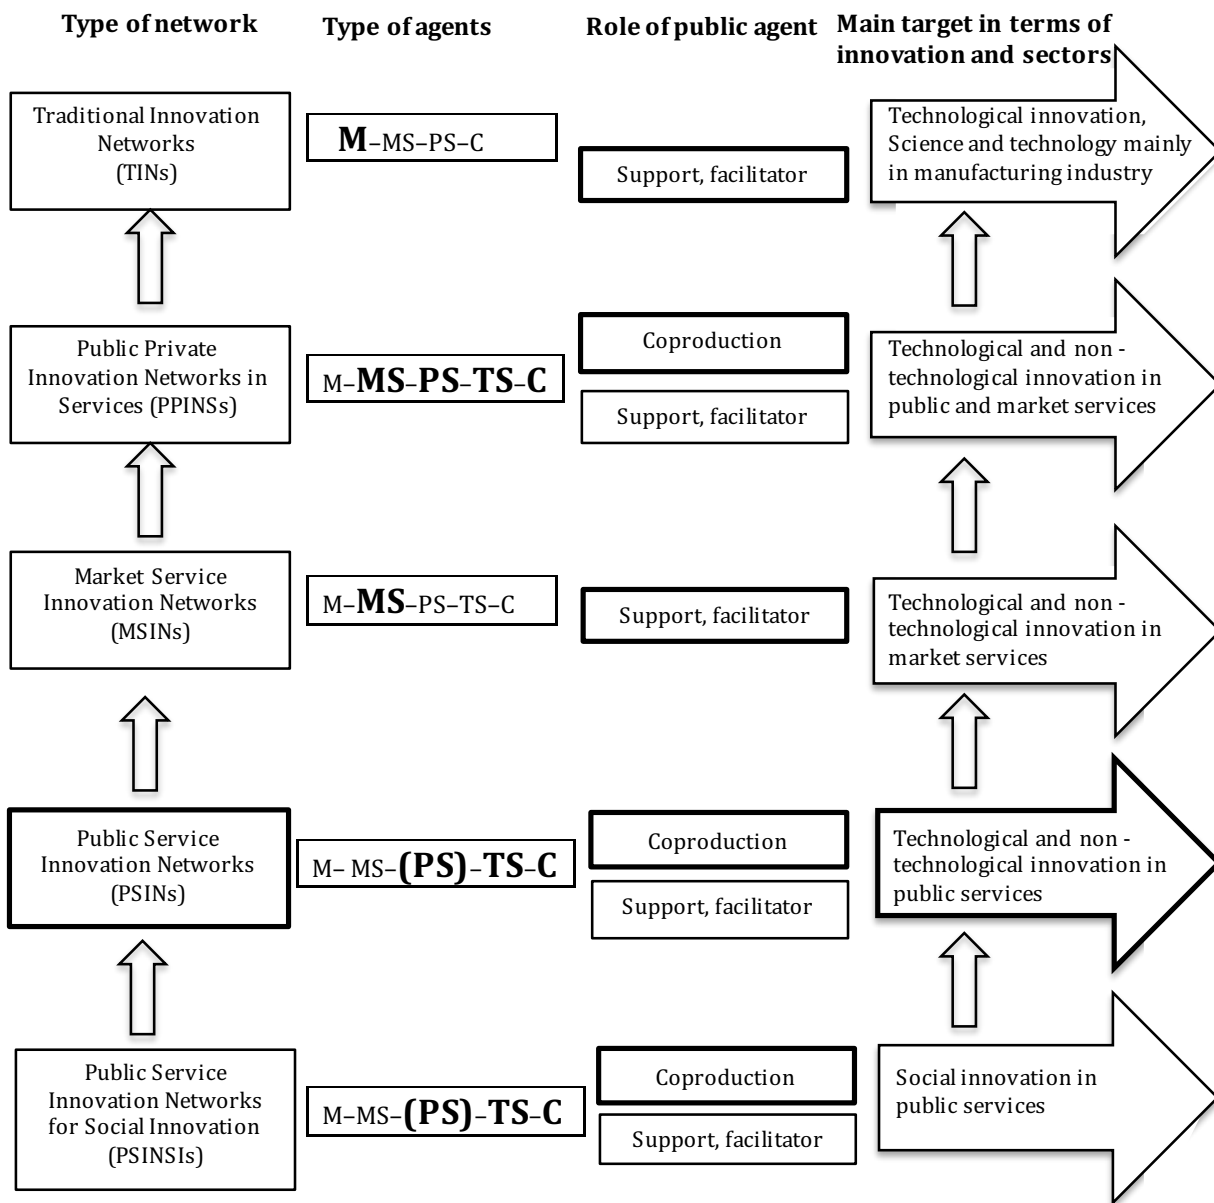 Type of network
Type of agents
Role of public agent
Main target in terms of
innovation and sectors
Traditional Innovation
Networks
(TINs)
M–MS–PS–C
Support, facilitator
Technological innovation,
Science and technology mainly
in manufacturing industry
Public Private
Innovation Networks in
Services (PPINSs)
M–MS–PS–TS–C
Coproduction
Support, facilitator
Technological and non -
technological innovation in
public and market services
Market Service
Innovation Networks
(MSINs)
M–MS–PS–TS–C
Support, facilitator
Technological and non -
technological innovation in
market services
Public Service
Innovation Networks
(PSINs)
M– MS–(PS)–TS–C
Coproduction
Support, facilitator
Technological and non -
technological innovation in
public services
Public Service
Innovation Networks
for Social Innovation
(PSINSIs)
M–MS–(PS)–TS–C
Coproduction
Support, facilitator
Social innovation in
public services